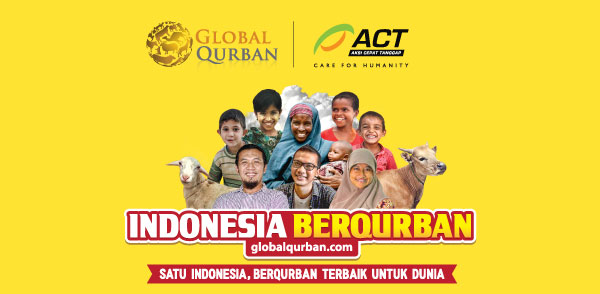 GLOBAL
QURBAN
ACT
AKSI CEPAT TANGGAP
CARE FOR HUMANITY
INDONESIA BERQURBAN
globalqurban.com
SATU INDONESIA, BERQURBAN TERBAIK UNTUK DUNIA